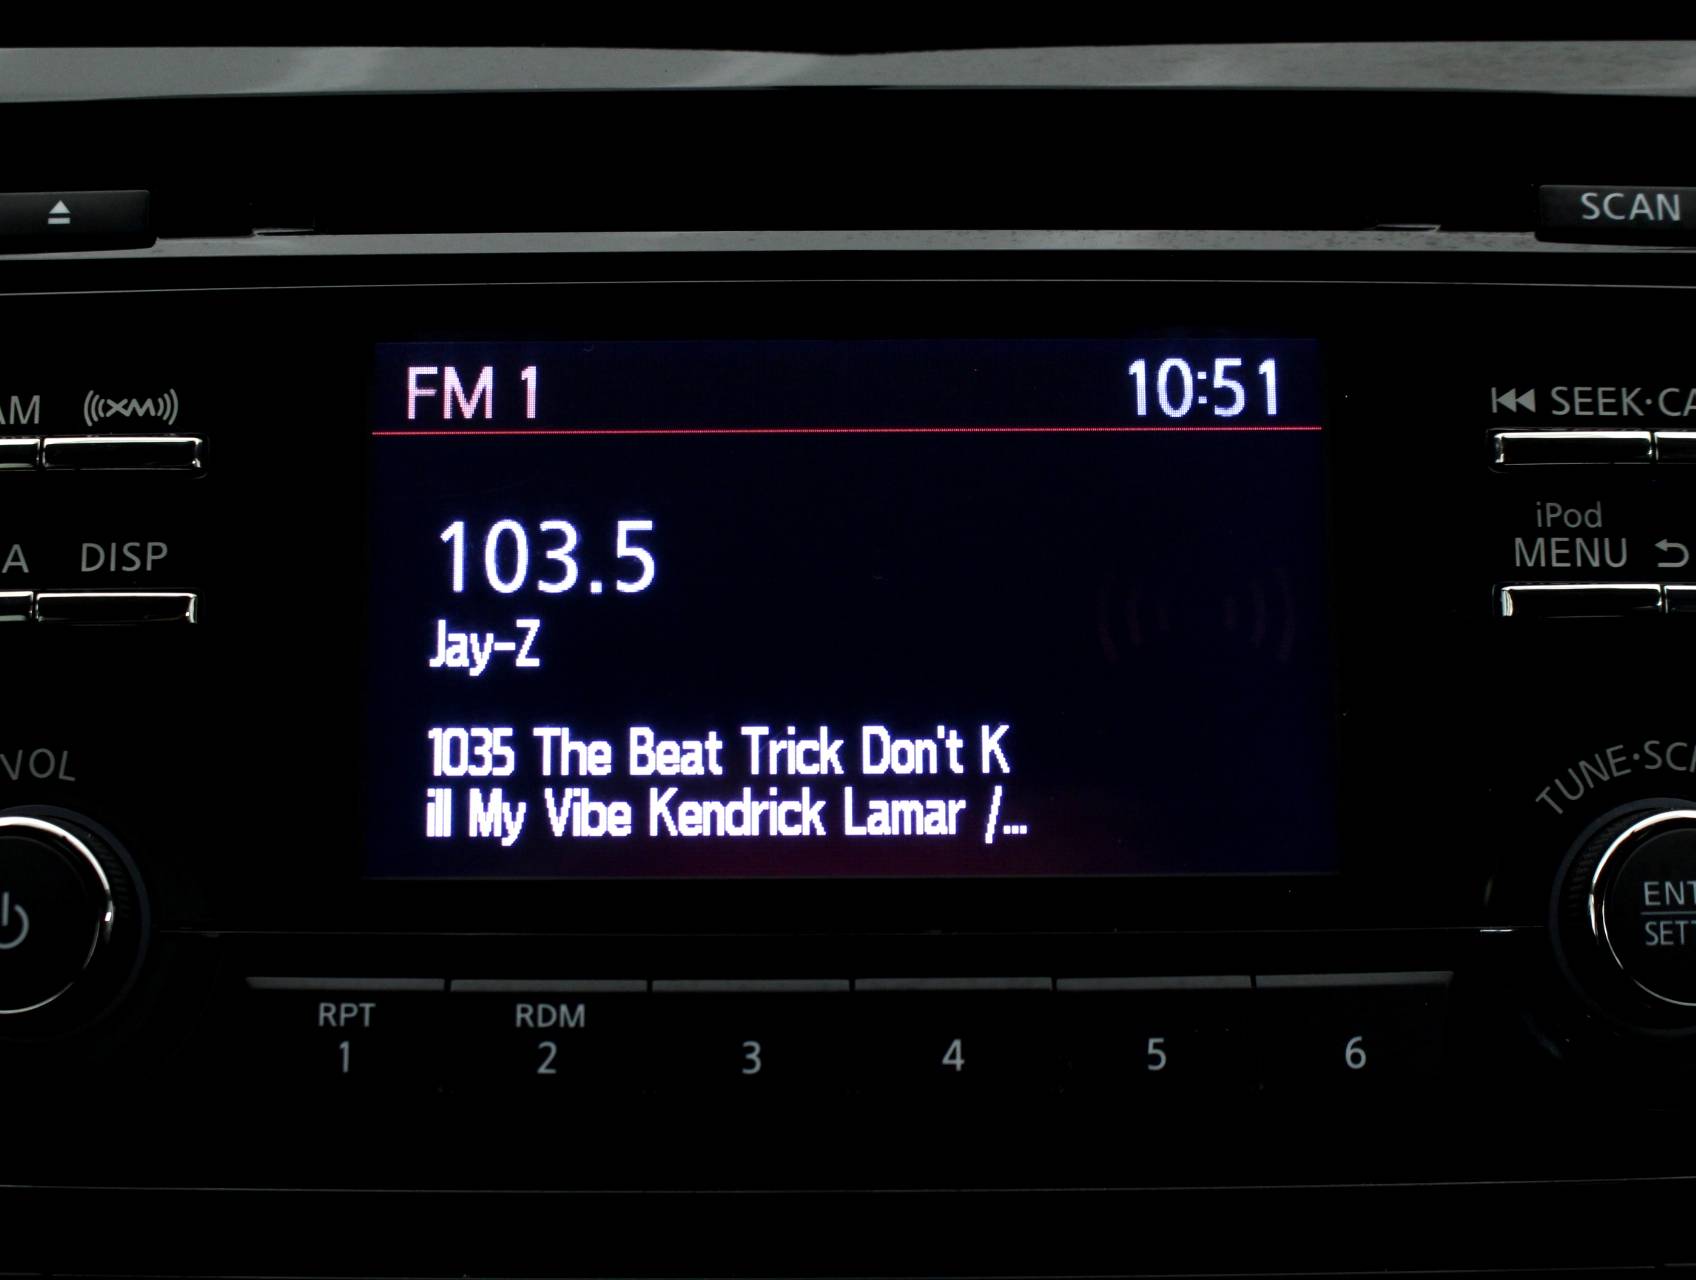 SCAN
FM 1 10:51
AM XM
SEEK·CA
103.5
iPod
A DISP
MENU
Jay-Z
VOL
1035 The Beat Trick Don't K
ill My Vibe Kendrick Lamar /...
TUNE·SC
ENT
SET
RPT RDM
1 2 3 4 5 6